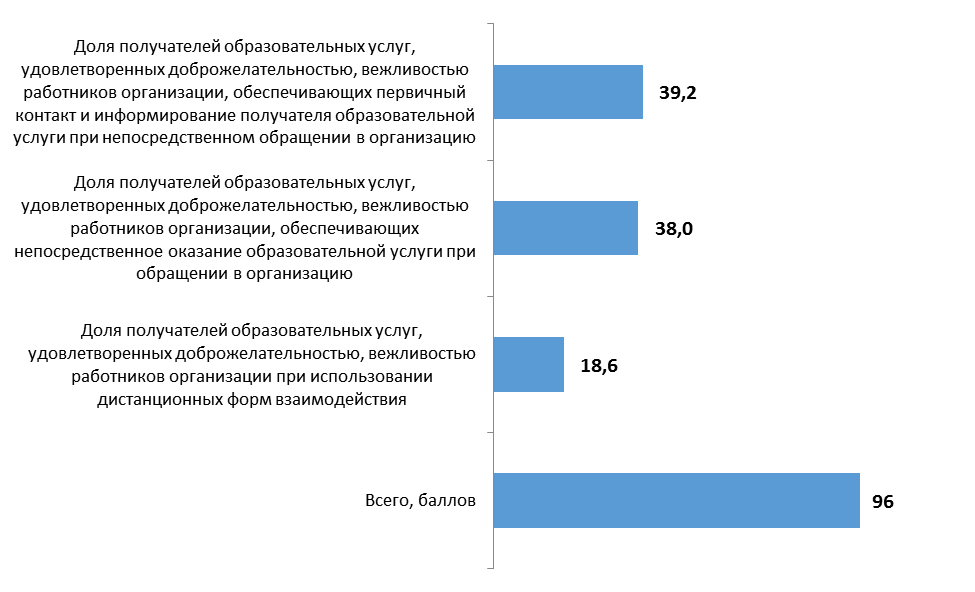 Доля получателей образовательных услуг,
удовлетворенных доброжелательностью, вежливостью
работников организации, обеспечивающих первичный
контакт и информирование получателя образовательной
услуги при непосредственном обращении в организацию
39,2
Доля получателей образовательных услуг,
удовлетворенных доброжелательностью, вежливостью
работников организации, обеспечивающих
непосредственное оказание образовательной услуги при
обращении в организацию
38,0
Доля получателей образовательных услуг,
удовлетворенных доброжелательностью, вежливостью
работников организации при использовании
дистанционных форм взаимодействия
18,6
Всего, баллов
96